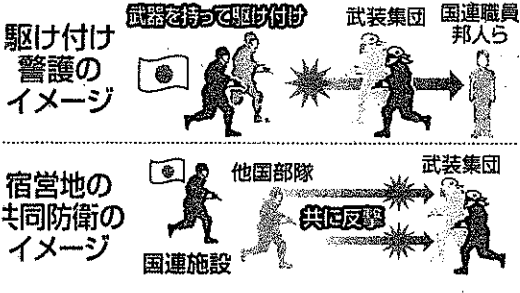 駆け付け
警護の
イメージ
武器を持って駆け付け
武装集団
国連職員
邦人ら
宿営地の
共同防衛の
イメージ
他国部隊
武装集団
共に反撃
国連施設